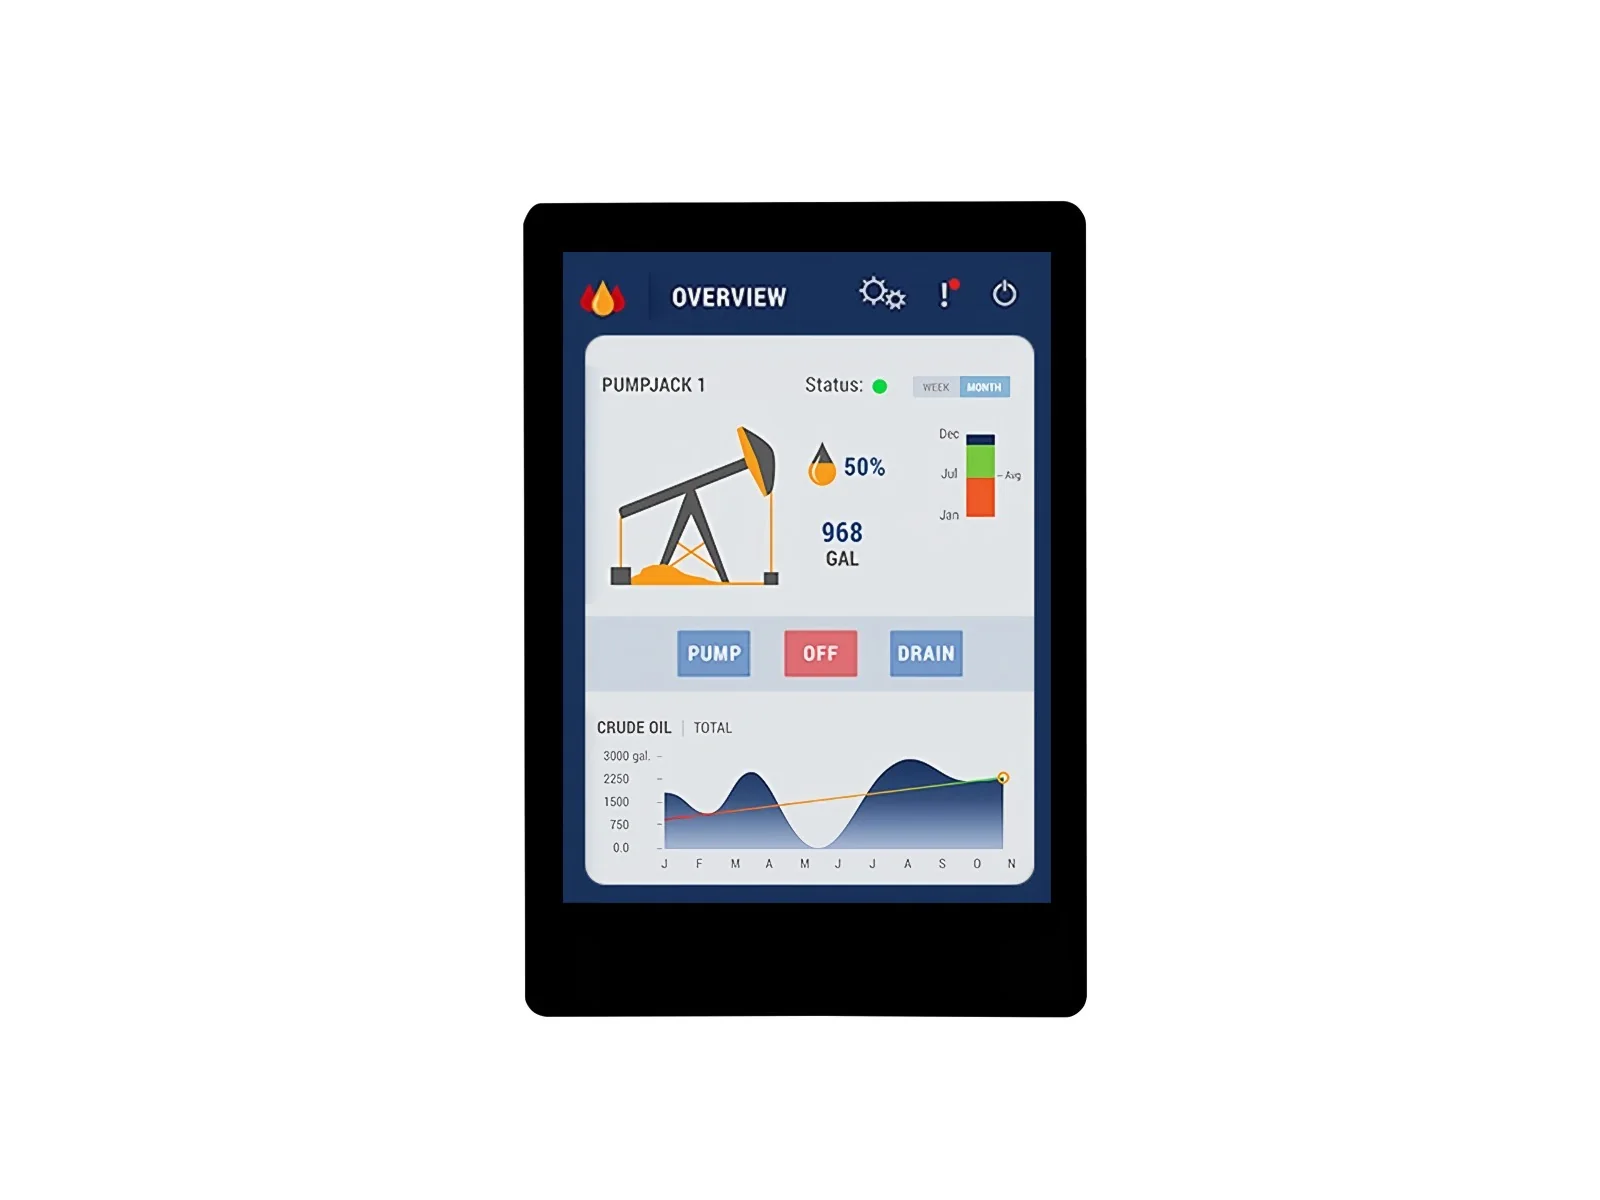 OVERVIEW !
PUMPJACK 1 Status: WEEK MONTH
Dec
50%
Jul – Avg
968
GAL
Jan
PUMP OFF DRAIN
CRUDE OIL | TOTAL
3000 gal.
2250
1500
750
0.0
J F M A M J J A S O N